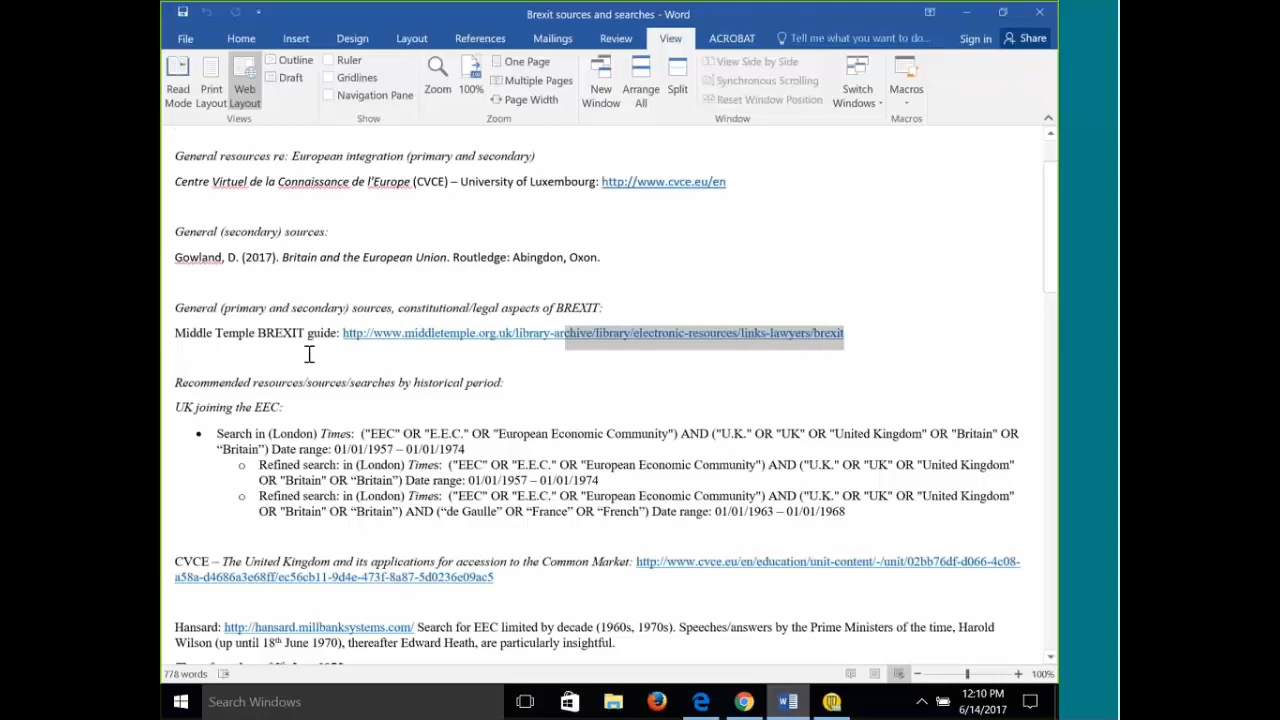 Brexit sources and searches - Word
File Home Insert Design Layout References Mailings Review View ACROBAT Tell me what you want to do... Sign in Share
Read Mode
Print Layout
Web Layout
Outline
Draft
Views
Ruler
Gridlines
Navigation Pane
Show
Zoom
100%
One Page
Multiple Pages
Page Width
Zoom
New Window
Arrange All
Split
View Side by Side
Synchronous Scrolling
Reset Window Position
Window
Switch Windows
Macros
Macros
General resources re: European integration (primary and secondary)
Centre Virtuel de la Connaissance de l'Europe (CVCE) – University of Luxembourg: http://www.cvce.eu/en
General (secondary) sources:
Gowland, D. (2017). Britain and the European Union. Routledge: Abingdon, Oxon.
General (primary and secondary) sources, constitutional/legal aspects of BREXIT:
Middle Temple BREXIT guide: http://www.middletemple.org.uk/library-archive/library/electronic-resources/links-lawyers/brexit
Recommended resources/sources/searches by historical period:
UK joining the EEC:
• Search in (London) Times: ("EEC" OR "E.E.C." OR "European Economic Community") AND ("U.K." OR "UK" OR "United Kingdom" OR "Britain" OR
“Britain”) Date range: 01/01/1957 – 01/01/1974
o Refined search: in (London) Times: ("EEC" OR "E.E.C." OR "European Economic Community") AND ("U.K." OR "UK" OR "United Kingdom"
OR "Britain" OR “Britain”) Date range: 01/01/1957 – 01/01/1974
o Refined search: in (London) Times: ("EEC" OR "E.E.C." OR "European Economic Community") AND ("U.K." OR "UK" OR "United Kingdom"
OR "Britain" OR “Britain”) AND (“de Gaulle” OR “France” OR “French”) Date range: 01/01/1963 – 01/01/1968
CVCE – The United Kingdom and its applications for accession to the Common Market: http://www.cvce.eu/en/education/unit-content/-/unit/02bb76df-d066-4c08-
a58a-d4686a3e68ff/ec56cb11-9d4e-473f-8a87-5d0236e09ac5
Hansard: http://hansard.millbanksystems.com/ Search for EEC limited by decade (1960s, 1970s). Speeches/answers by the Prime Ministers of the time, Harold
Wilson (up until 18th June 1970), thereafter Edward Heath, are particularly insightful.
778 words
100%
Search Windows
12:10 PM
6/14/2017